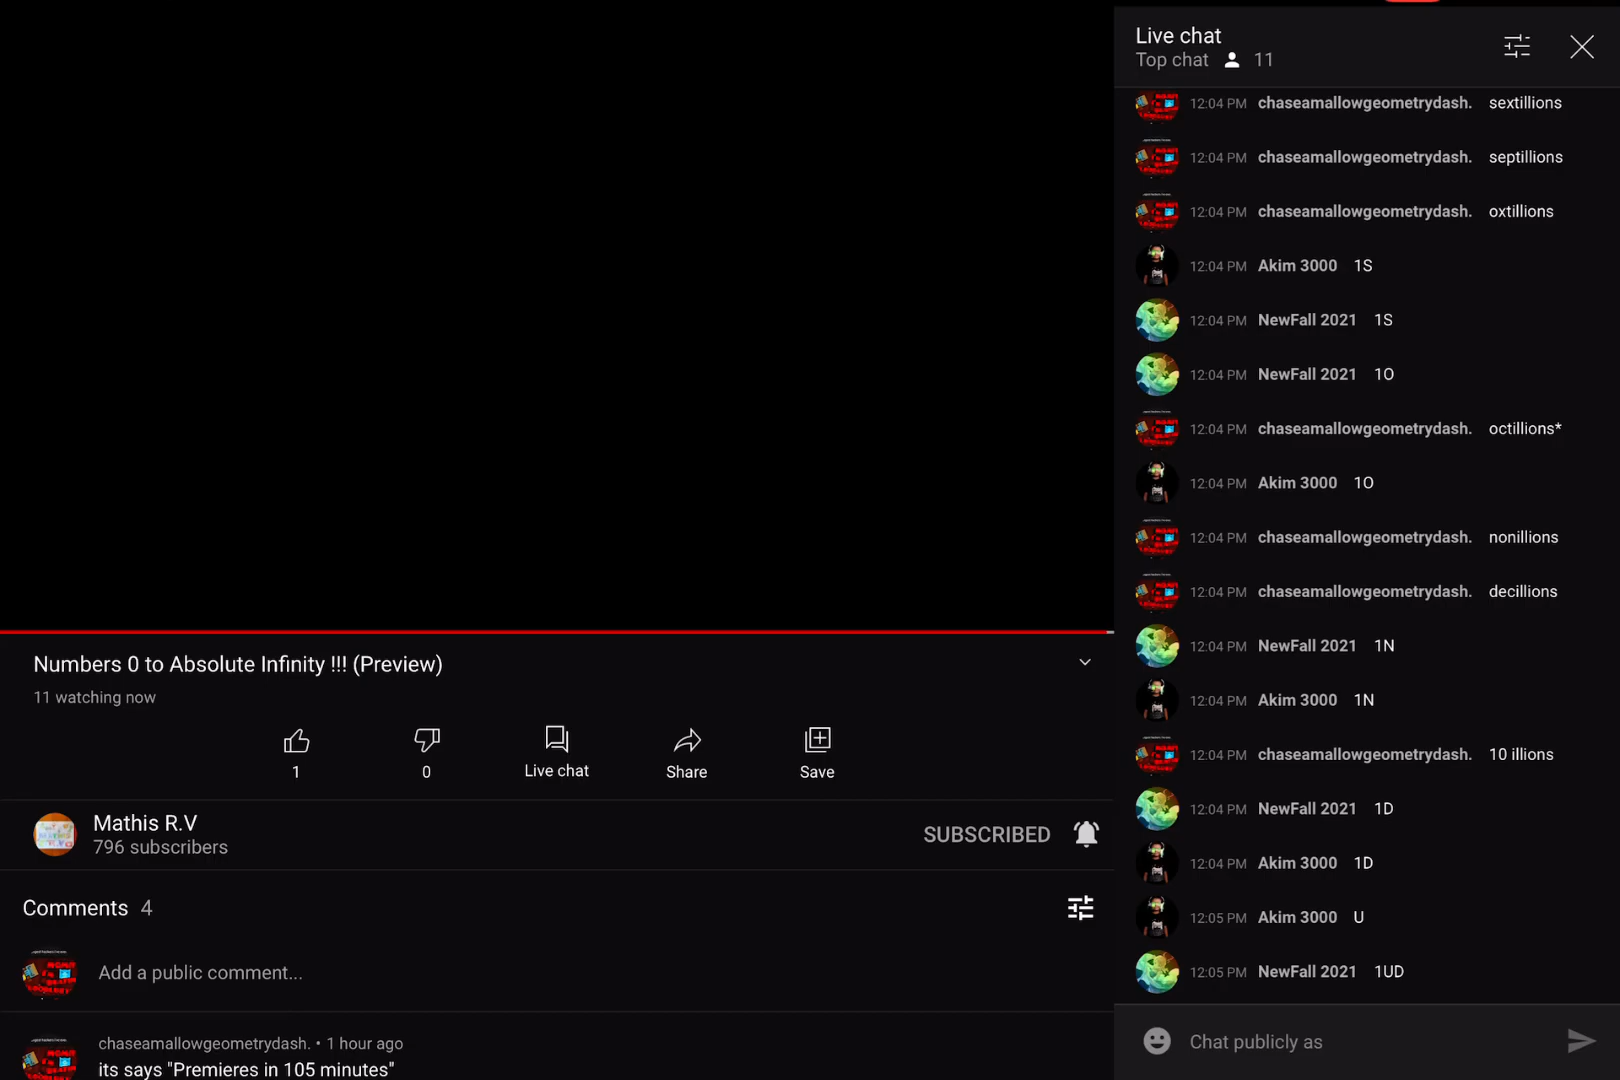 Live chat
Top chat 11
12:04 PM chaseamallowgeometrydash. sextillions
12:04 PM chaseamallowgeometrydash. septillions
12:04 PM chaseamallowgeometrydash. oxtillions
12:04 PM Akim 3000 1S
12:04 PM NewFall 2021 1S
12:04 PM NewFall 2021 1O
12:04 PM chaseamallowgeometrydash. octillions*
12:04 PM Akim 3000 1O
12:04 PM chaseamallowgeometrydash. nonillions
12:04 PM chaseamallowgeometrydash. decillions
12:04 PM NewFall 2021 1N
12:04 PM Akim 3000 1N
12:04 PM chaseamallowgeometrydash. 10 illions
12:04 PM NewFall 2021 1D
12:04 PM Akim 3000 1D
12:05 PM Akim 3000 U
12:05 PM NewFall 2021 1UD
Chat publicly as
Numbers 0 to Absolute Infinity !!! (Preview)
11 watching now
1
0
Live chat
Share
Save
Mathis R.V
796 subscribers
SUBSCRIBED
Comments 4
Add a public comment...
chaseamallowgeometrydash. • 1 hour ago
its says "Premieres in 105 minutes"